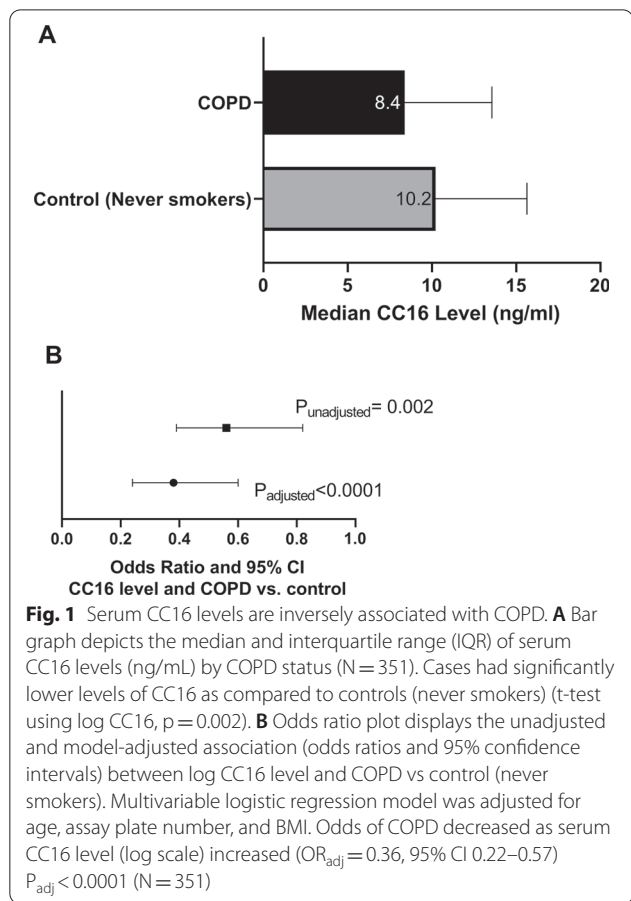 A
COPD
8.4
Control (Never smokers)
10.2
0 5 10 15 20
Median CC16 Level (ng/ml)
B
Punadjusted= 0.002
Padjusted<0.0001
0.0 0.2 0.4 0.6 0.8 1.0
Odds Ratio and 95% CI
CC16 level and COPD vs. control
Fig. 1 Serum CC16 levels are inversely associated with COPD. A Bar
graph depicts the median and interquartile range (IQR) of serum
CC16 levels (ng/mL) by COPD status (N = 351). Cases had significantly
lower levels of CC16 as compared to controls (never smokers) (t-test
using log CC16, p = 0.002). B Odds ratio plot displays the unadjusted
and model-adjusted association (odds ratios and 95% confidence
intervals) between log CC16 level and COPD vs control (never
smokers). Multivariable logistic regression model was adjusted for
age, assay plate number, and BMI. Odds of COPD decreased as serum
CC16 level (log scale) increased (ORadj = 0.36, 95% CI 0.22–0.57)
Padj < 0.0001 (N = 351)